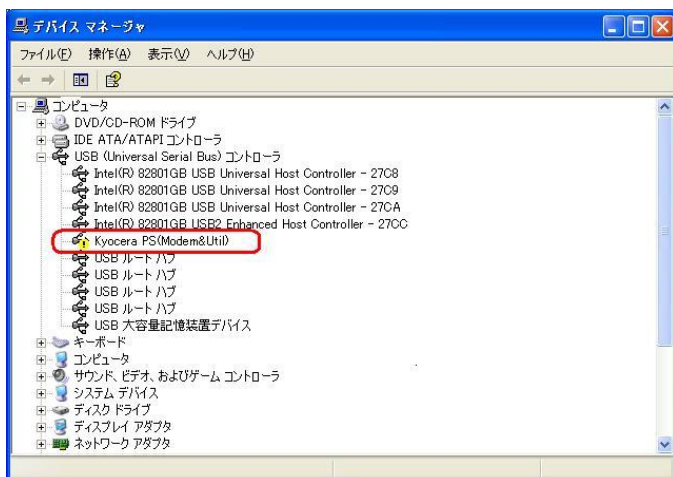 デバイス マネージャ
ファイル(F) 操作(A) 表示(V) ヘルプ(H)
コンピュータ
DVD/CD-ROM ドライブ
IDE ATA/ATAPI コントローラ
USB (Universal Serial Bus) コントローラ
Intel(R) 82801GB USB Universal Host Controller - 27C8
Intel(R) 82801GB USB Universal Host Controller - 27C9
Intel(R) 82801GB USB Universal Host Controller - 27CA
Intel(R) 82801GB USB2 Enhanced Host Controller - 27CC
Kyocera PS(Modem&Util)
USB ルート ハブ
USB ルート ハブ
USB ルート ハブ
USB ルート ハブ
USB 大容量記憶装置デバイス
キーボード
コンピュータ
サウンド、ビデオ、およびゲーム コントローラ
システム デバイス
ディスク ドライブ
ディスプレイ アダプタ
ネットワーク アダプタ